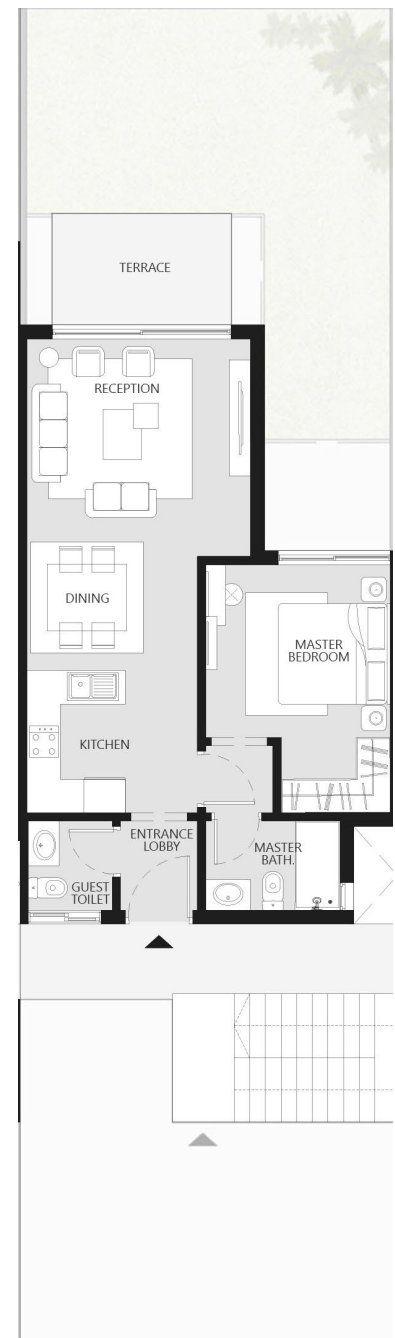 TERRACE
RECEPTION
DINING
MASTER
BEDROOM
KITCHEN
ENTRANCE
LOBBY
MASTER
BATH.
GUEST
TOILET